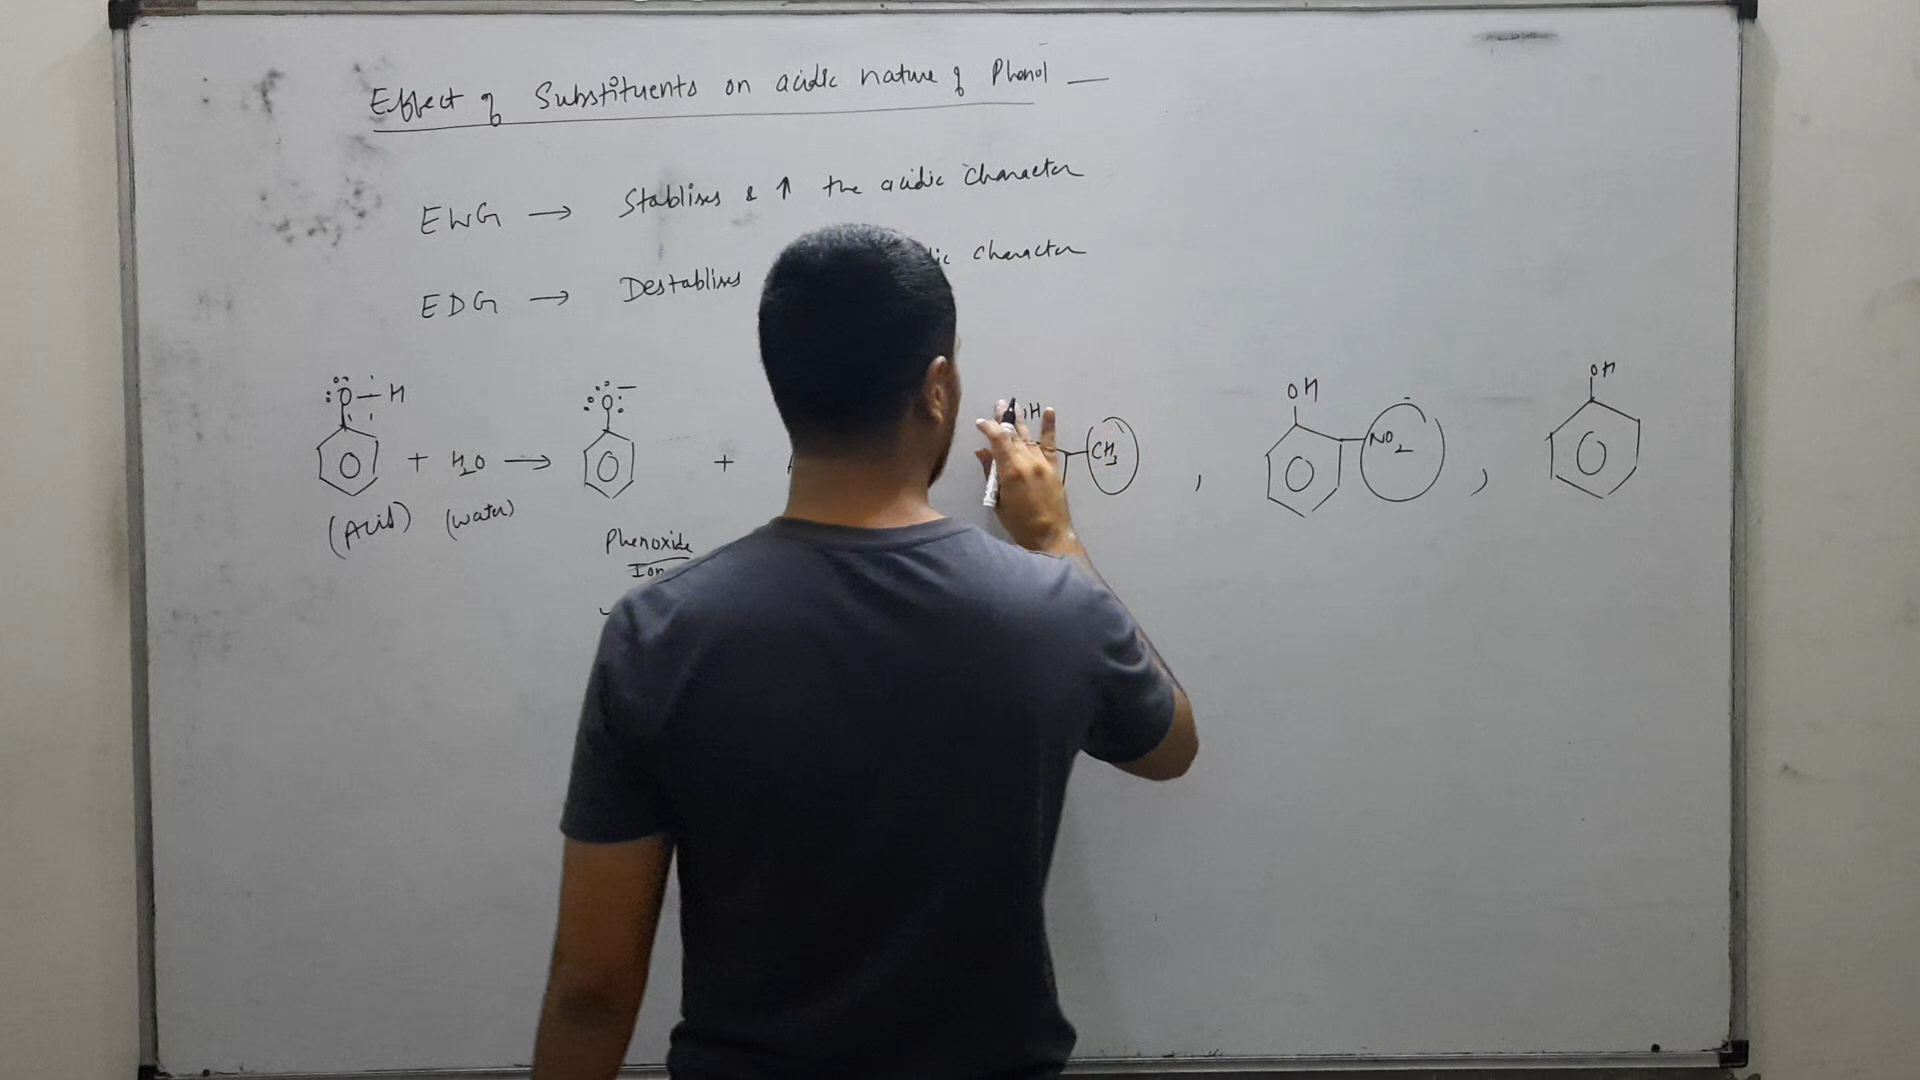 Effect of Substituents on acidic nature of Phenol —
EWG → Stablises & ↑ the acidic character
EDG → Destablises character
O — H
+ H2O → O +
(Acid) (water)
Phenoxide
Ion
H
CH3 ,
OH
NO2 ,
OH